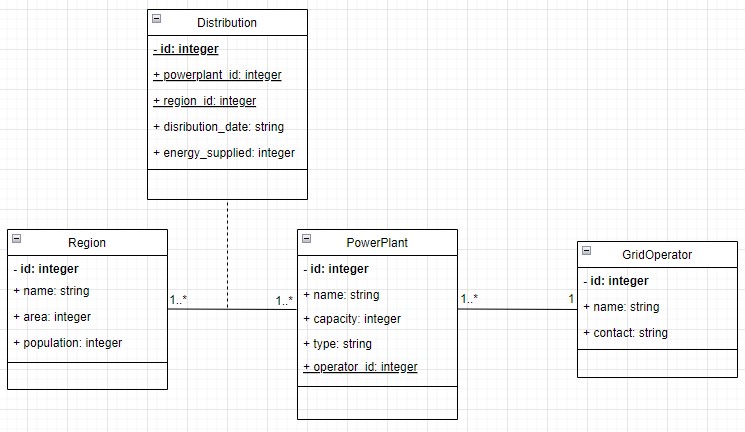 Distribution
- id: integer
+ powerplant_id: integer
+ region_id: integer
+ disribution_date: string
+ energy_supplied: integer
Region
- id: integer
+ name: string
+ area: integer
+ population: integer
1..*
1..*
PowerPlant
- id: integer
+ name: string
+ capacity: integer
+ type: string
+ operator_id: integer
1..*
1
GridOperator
- id: integer
+ name: string
+ contact: string